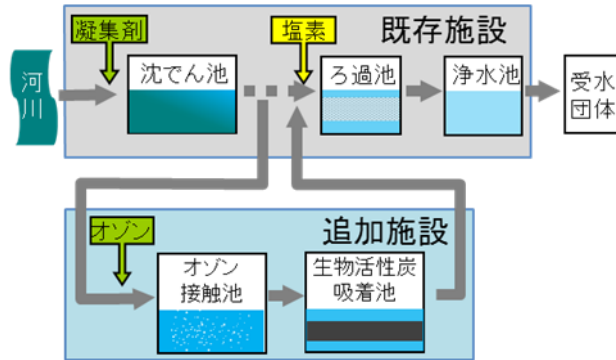 既存施設
凝集剤
塩素
河
川
沈でん池
ろ過池
浄水池
受水
団体
追加施設
オゾン
オゾン
接触池
生物活性炭
吸着池